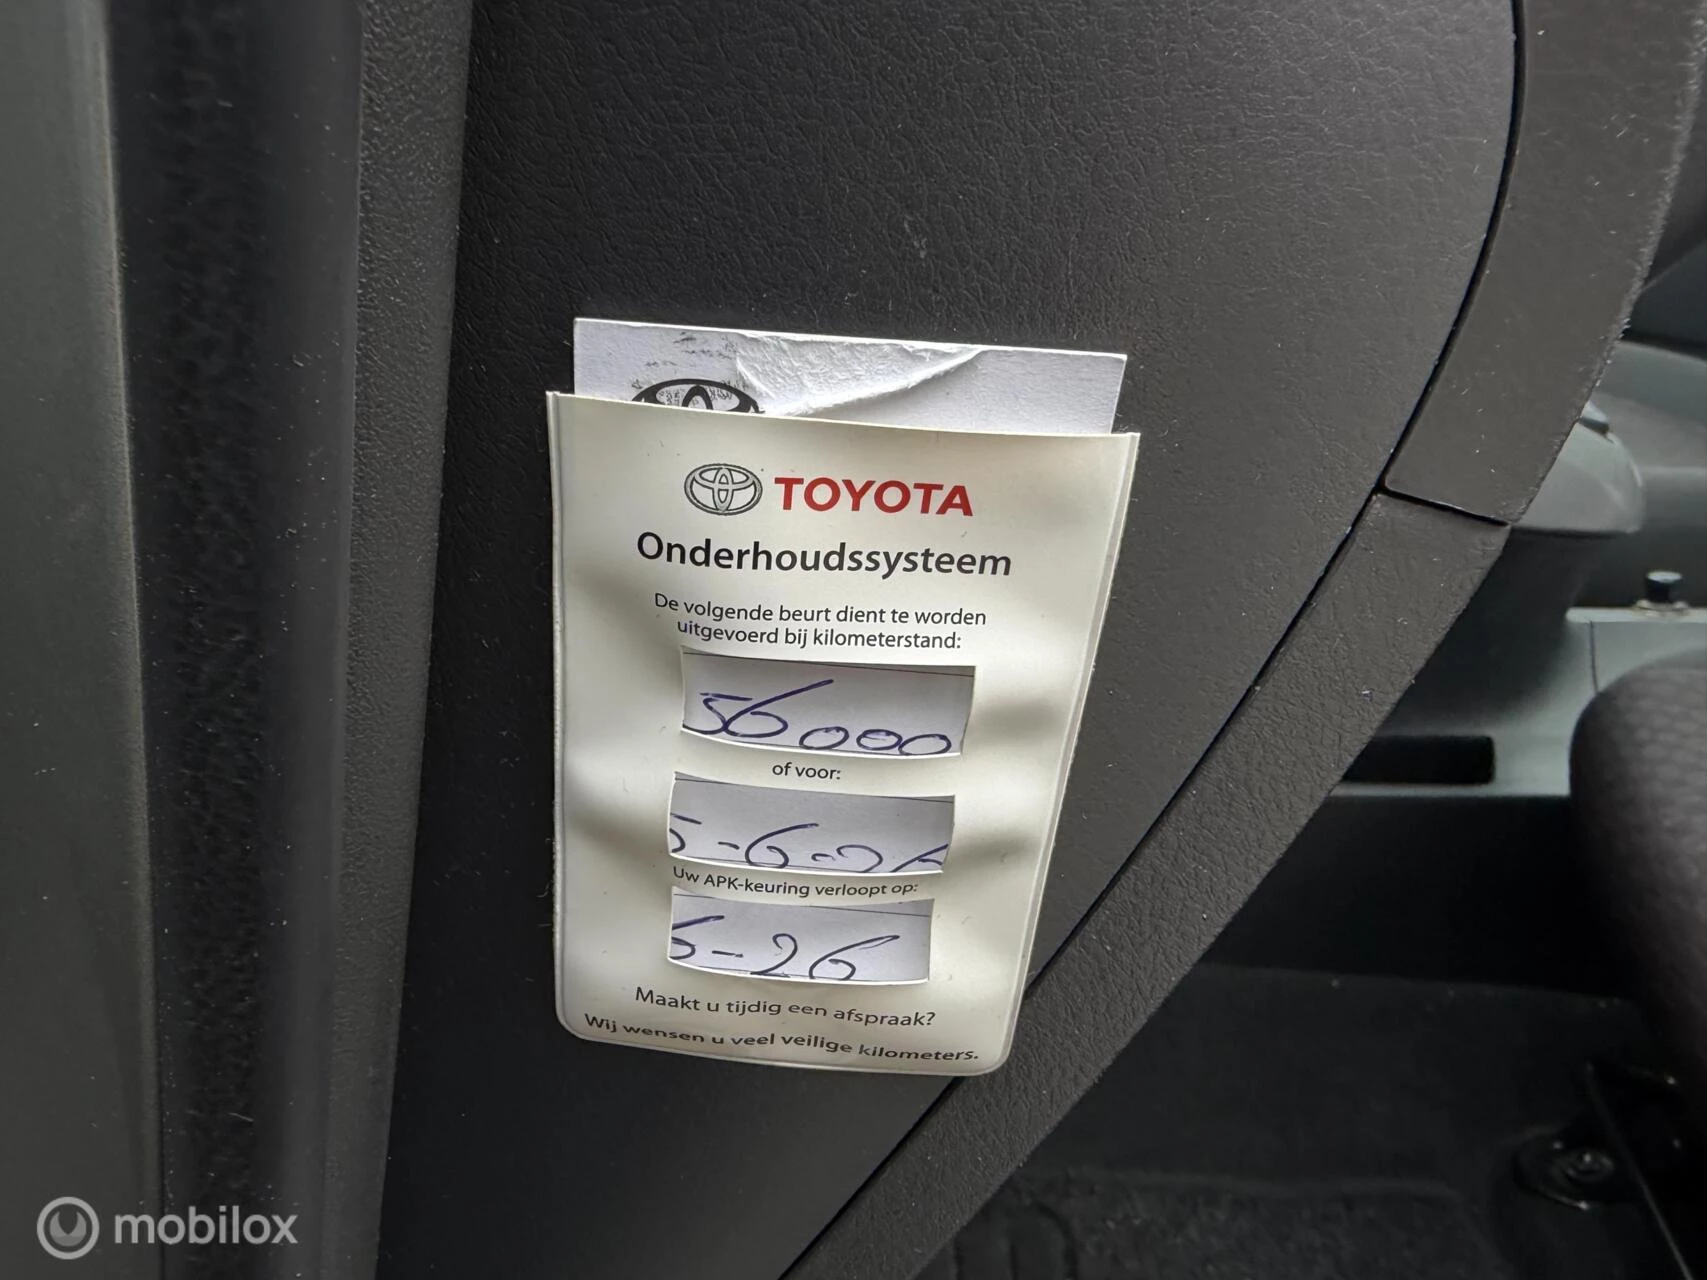 TOYOTA
Onderhoudssysteem
De volgende beurt dient te worden
uitgevoerd bij kilometerstand:
56000
of voor:
5-6-26
Uw APK-keuring verloopt op:
6-26
Maakt u tijdig een afspraak?
Wij wensen u veel veilige kilometers.
mobilox